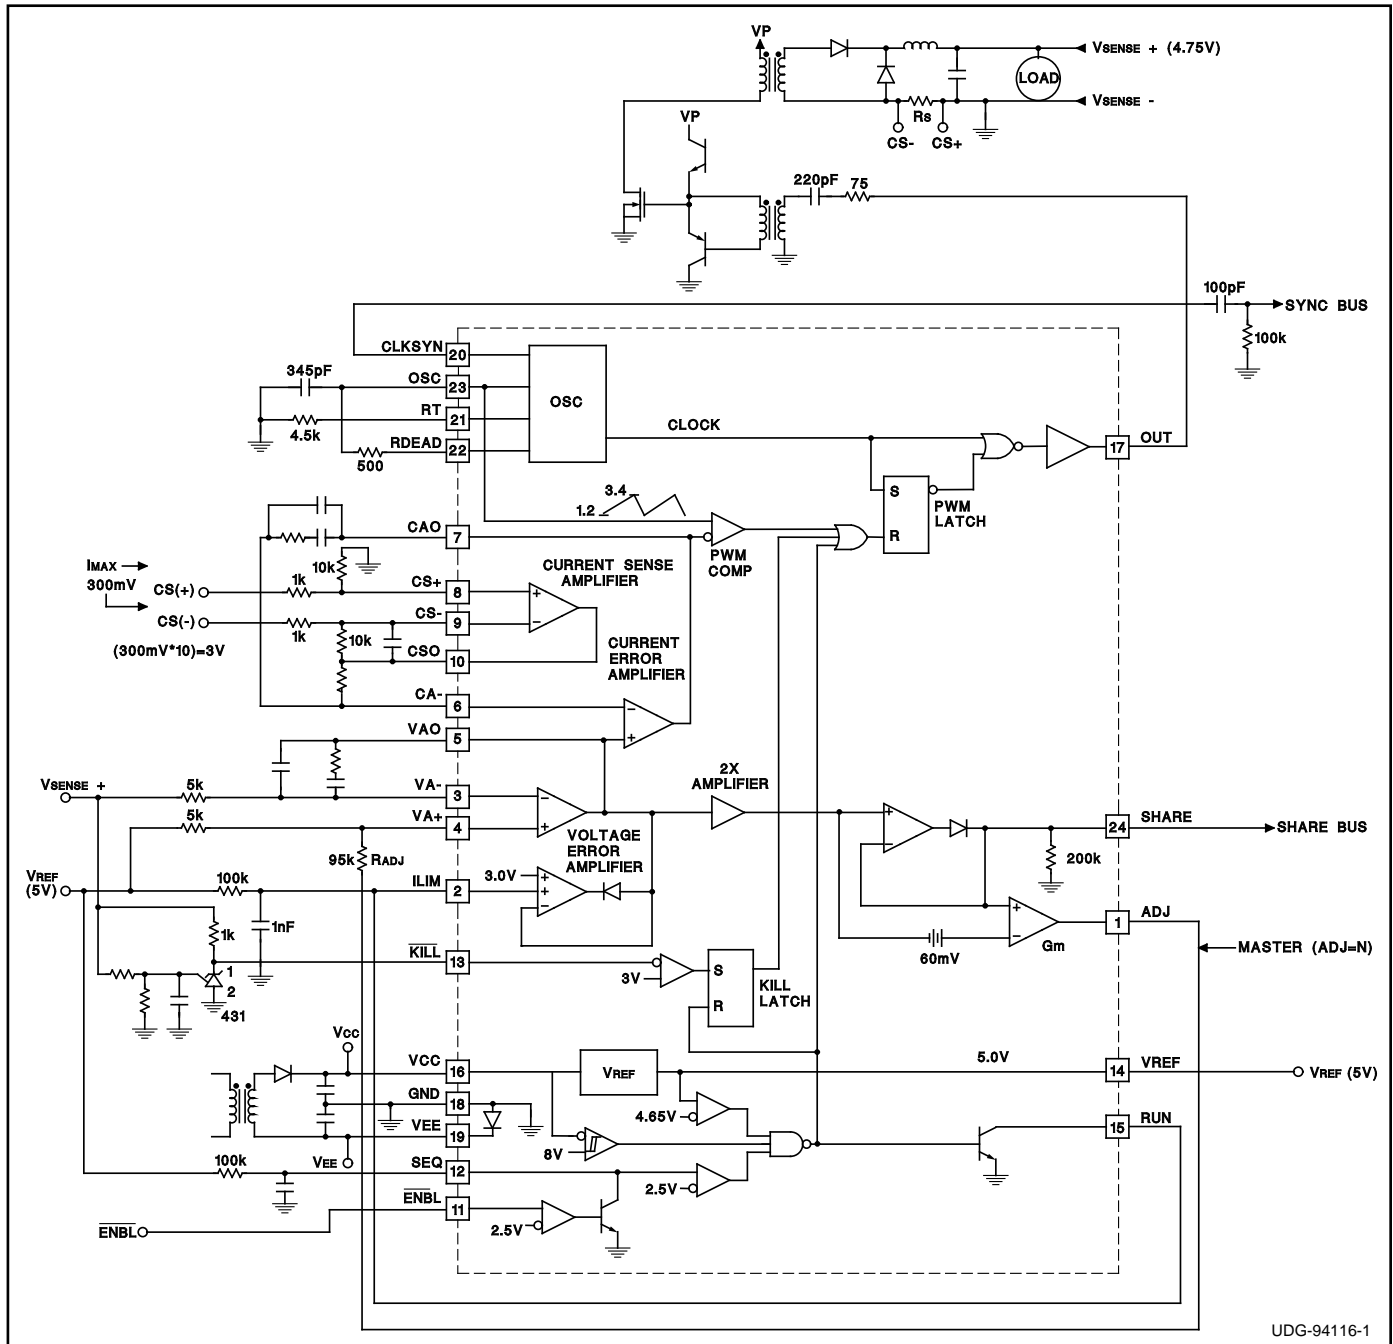 VP
VSENSE + (4.75V)
LOAD
VSENSE -
Rs
CS- CS+
VP
220pF 75
100pF
SYNC BUS
100k
CLKSYN 20
345pF
OSC 23
RT 21
4.5k
RDEAD 22
500
OSC
CLOCK
17 OUT
S
R
PWM
LATCH
3.4
1.2
PWM
COMP
CAO 7
IMAX
300mV
10k
CS(+)
1k
CS+ 8
CURRENT SENSE
AMPLIFIER
CS(-)
1k
CS- 9
(300mV*10)=3V
10k
CSO 10
CURRENT
ERROR
AMPLIFIER
CA- 6
VAO 5
VSENSE +
5k
VA- 3
5k
VA+ 4
2X
AMPLIFIER
24 SHARE
SHARE BUS
200k
95k RADJ
VOLTAGE
ERROR
AMPLIFIER
VREF
(5V)
100k
ILIM 2
3.0V
1 ADJ
1nF
1k
60mV
Gm
MASTER (ADJ=N)
KILL 13
3V
S
R
KILL
LATCH
1
2
431
VCC
VCC 16
VREF
5.0V
14 VREF
VREF (5V)
GND 18
4.65V
15 RUN
VEE 19
8V
VEE
100k
SEQ 12
2.5V
ENBL 11
2.5V
ENBL
UDG-94116-1